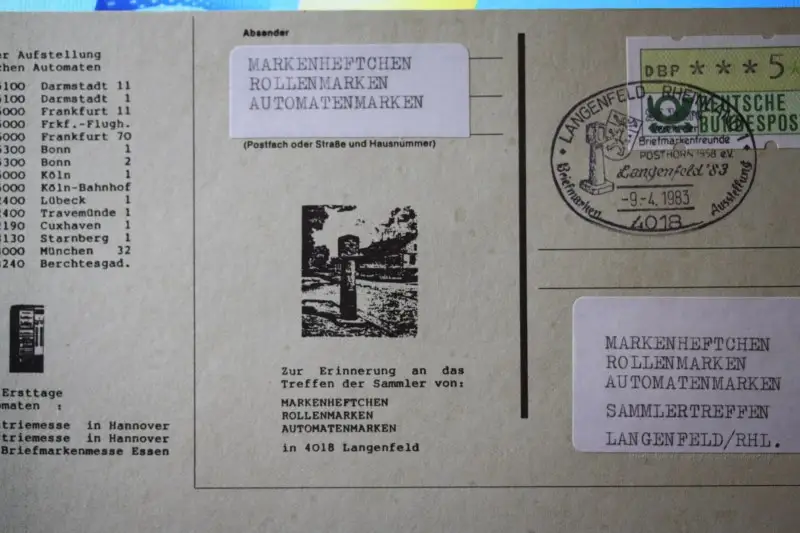 er Aufstellung
chen Automaten
6100 Darmstadt 11
6100 Darmstadt 1
6000 Frankfurt 11
6000 Frkf.-Flugh.
6000 Frankfurt 70
5300 Bonn 1
5300 Bonn 2
5000 Köln 1
5000 Köln-Bahnhof
2400 Lübeck 1
2400 Travemünde 1
2190 Cuxhaven 1
8130 Starnberg 1
8000 München 32
8240 Berchtesgad.
Ersttage
omaten :
triemesse in Hannover
triemesse in Hannover
Briefmarkenmesse Essen
Absender
MARKENHEFTCHEN
ROLLENMARKEN
AUTOMATENMARKEN
(Postfach oder Straße und Hausnummer)
Zur Erinnerung an das
Treffen der Sammler von:
MARKENHEFTCHEN
ROLLENMARKEN
AUTOMATENMARKEN
in 4018 Langenfeld
DBP ***5
DEUTSCHE
BUNDESPOST
LANGENFELD, RHEINL 1
Briefmarkenfreunde
POSTHORN 1958 e.V.
Langenfeld '83
Briefmarken Ausstellung
-9.-4.1983
4018
MARKENHEFTCHEN
ROLLENMARKEN
AUTOMATENMARKEN
SAMMLERTREFFEN
LANGENFELD/RHL.